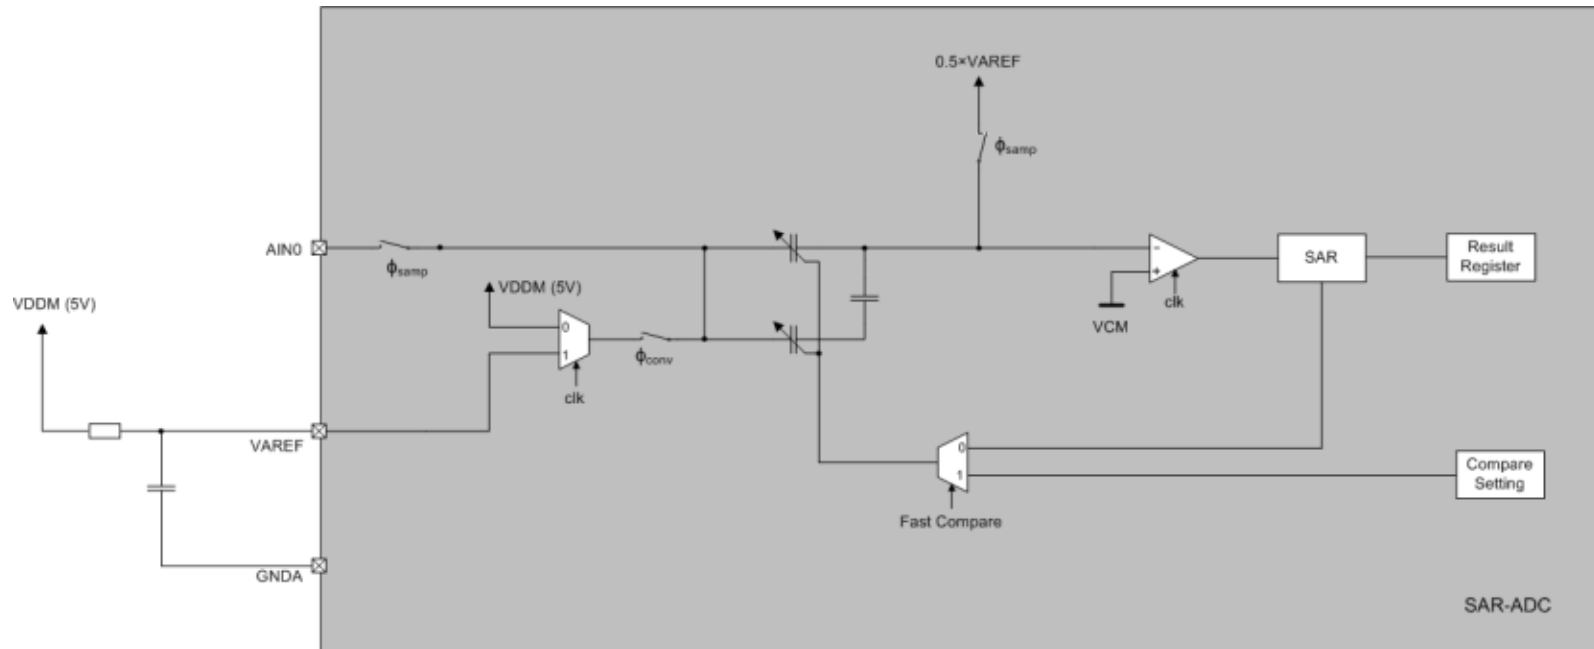 0.5×VAREF
ϕsamp
AIN0
ϕsamp
VDDM (5V)
VDDM (5V)
0
1
ϕconv
clk
−
+
clk
VCM
SAR
Result
Register
VAREF
0
1
Compare
Setting
Fast Compare
GNDA
SAR-ADC